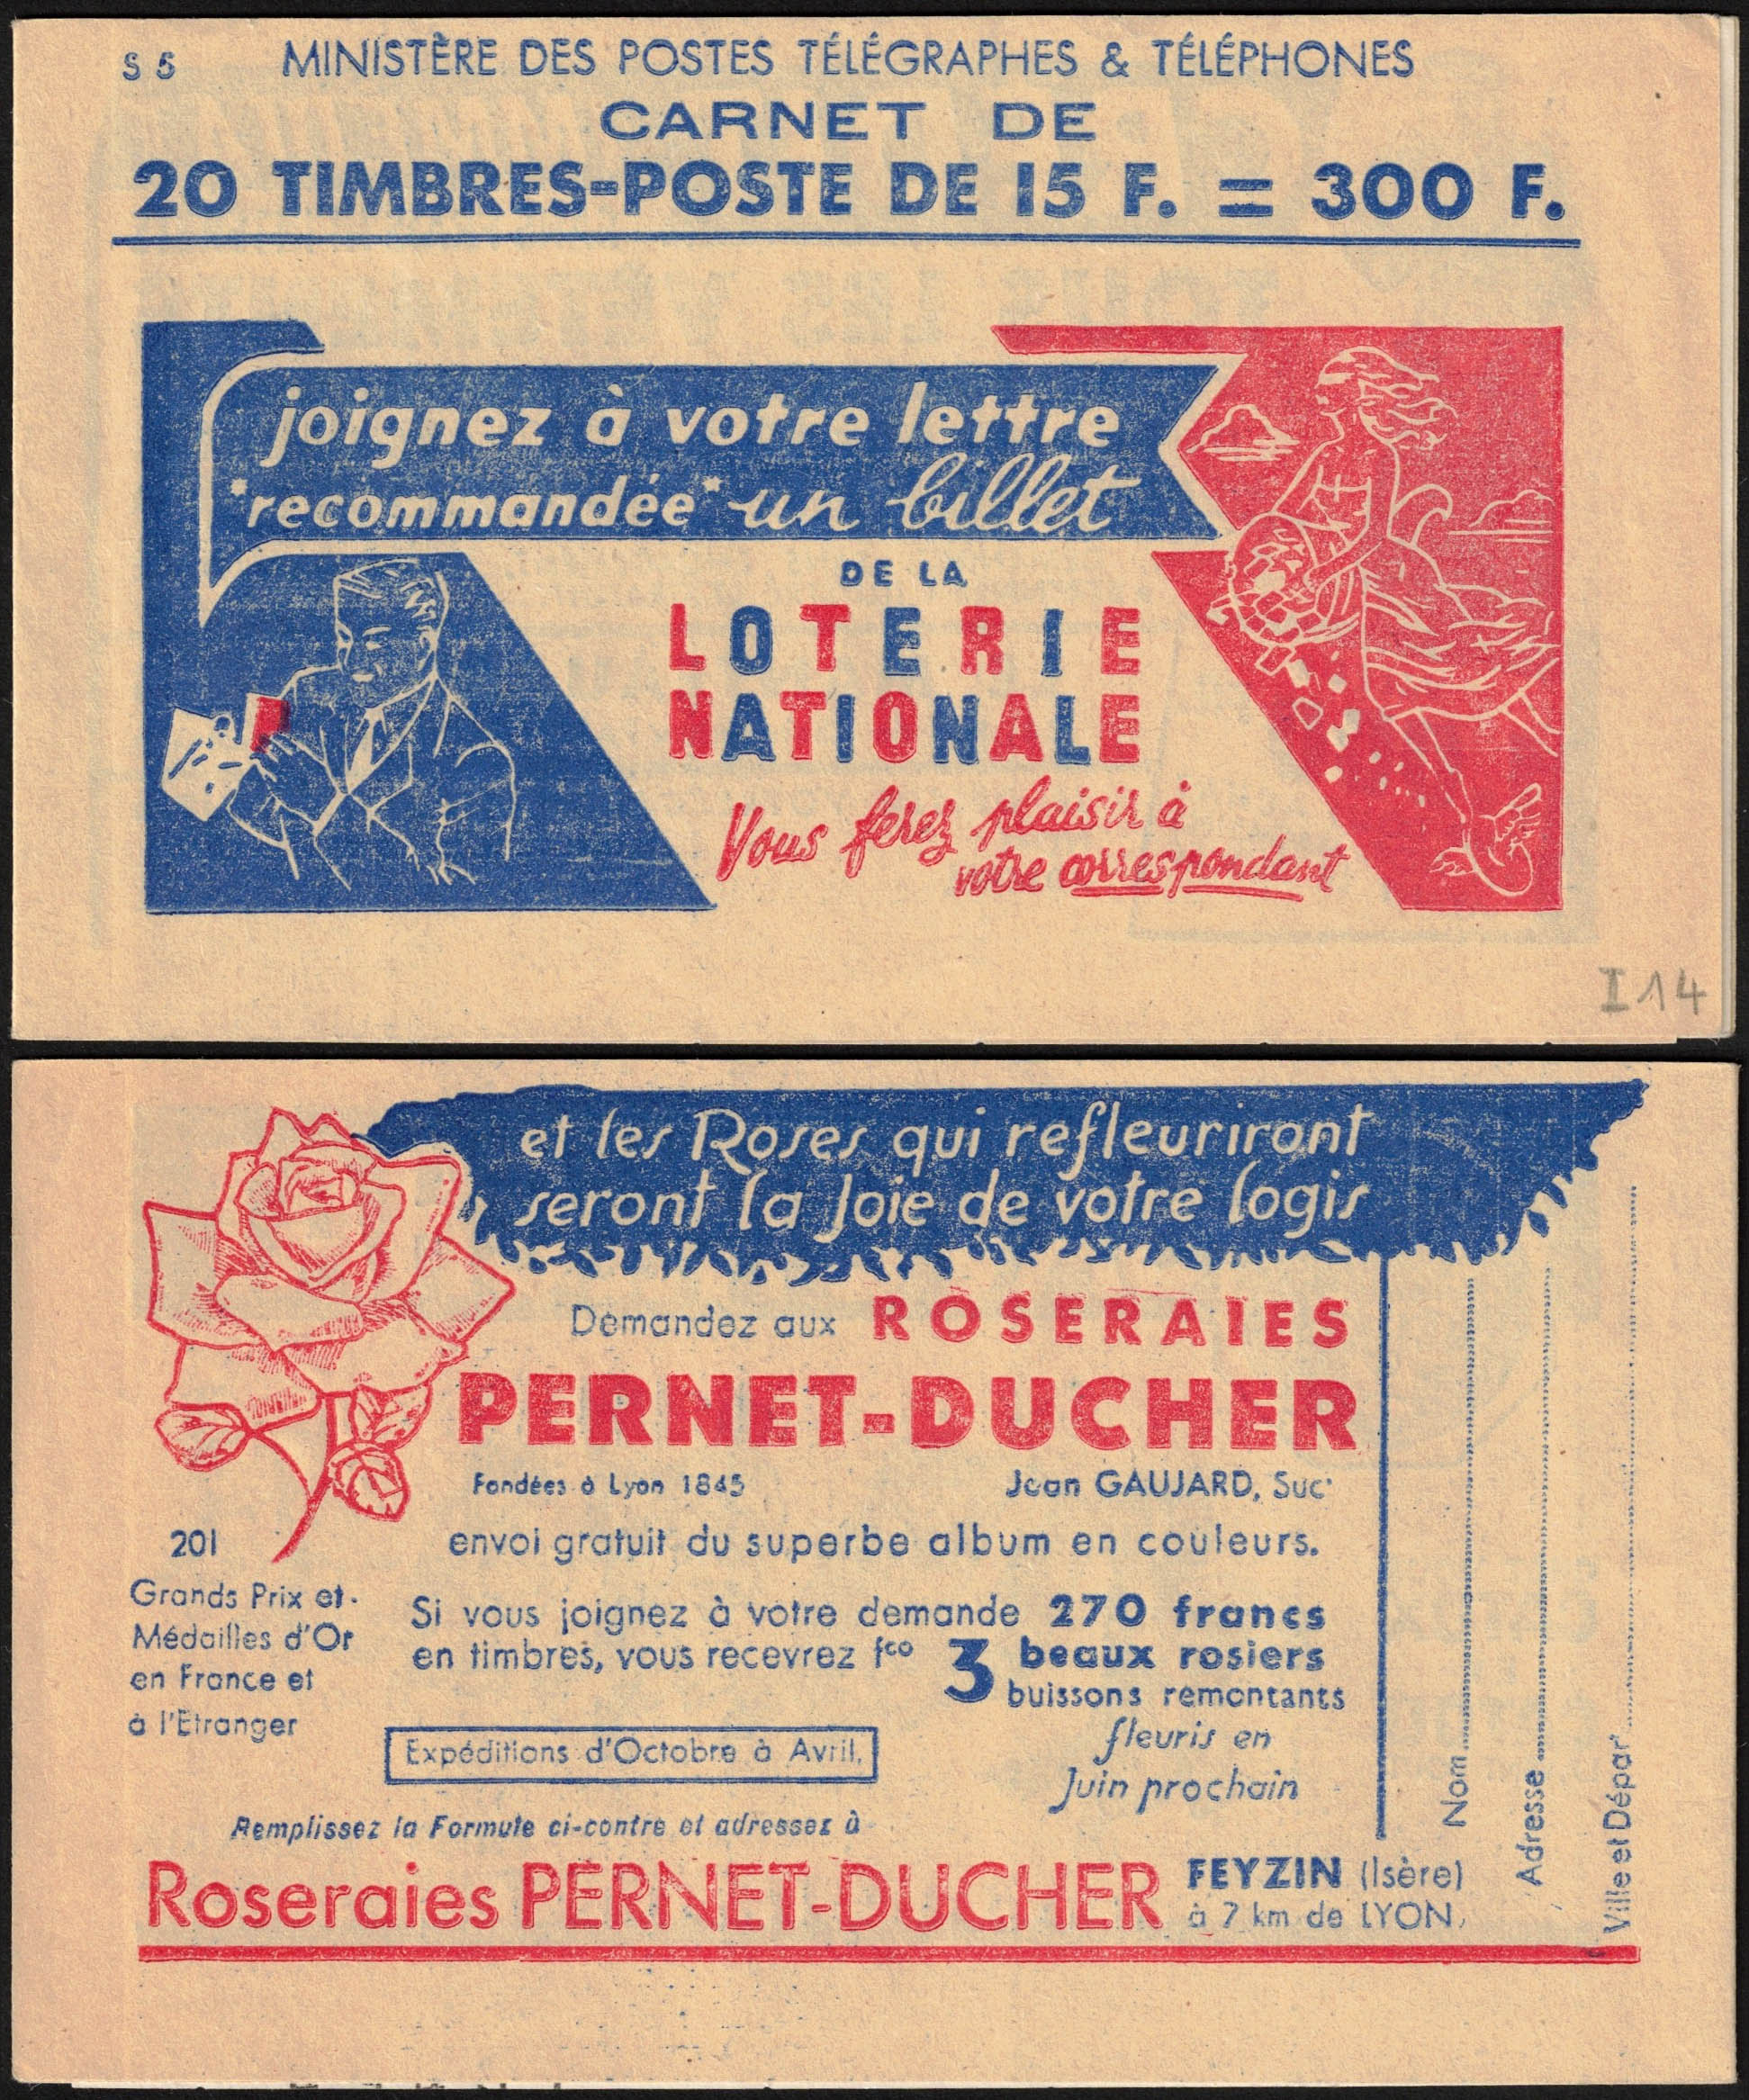 S 5 MINISTÈRE DES POSTES TÉLÉGRAPHES & TÉLÉPHONES
CARNET DE
20 TIMBRES-POSTE DE 15 F. = 300 F.
joignez à votre lettre
"recommandée" un billet
DE LA
LOTERIE
NATIONALE
Vous ferez plaisir à
votre correspondant
I 14
et les Roses qui refleuriront
seront la Joie de votre logis
Demandez aux ROSERAIES
PERNET-DUCHER
Fondées à Lyon 1845 Jean GAUJARD, Sucr
envoi gratuit du superbe album en couleurs.
201
Grands Prix et
Médailles d'Or
en France et
à l'Etranger
Si vous joignez à votre demande 270 francs
en timbres, vous recevrez fco 3 beaux rosiers
buissons remontants
fleuris en
Juin prochain
Expéditions d'Octobre à Avril.
Remplissez la Formule ci-contre et adressez à
Roseraies PERNET-DUCHER FEYZIN (Isère)
à 7 km de LYON.
Nom
Adresse
Ville et Dépar'